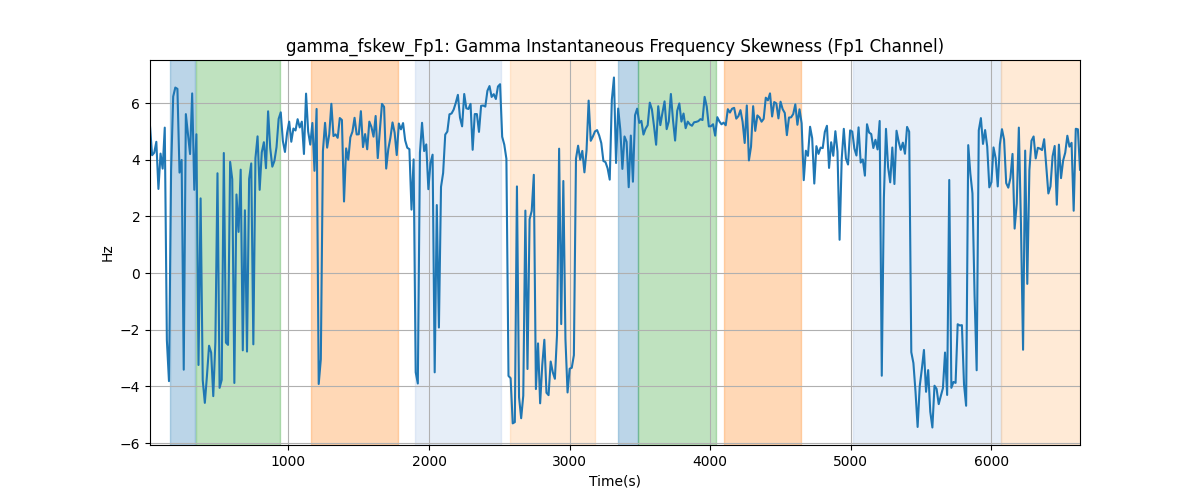 gamma_fskew_Fp1: Gamma Instantaneous Frequency Skewness (Fp1 Channel)
6
4
2
0
−2
−4
−6
Hz
1000 2000 3000 4000 5000 6000
Time(s)